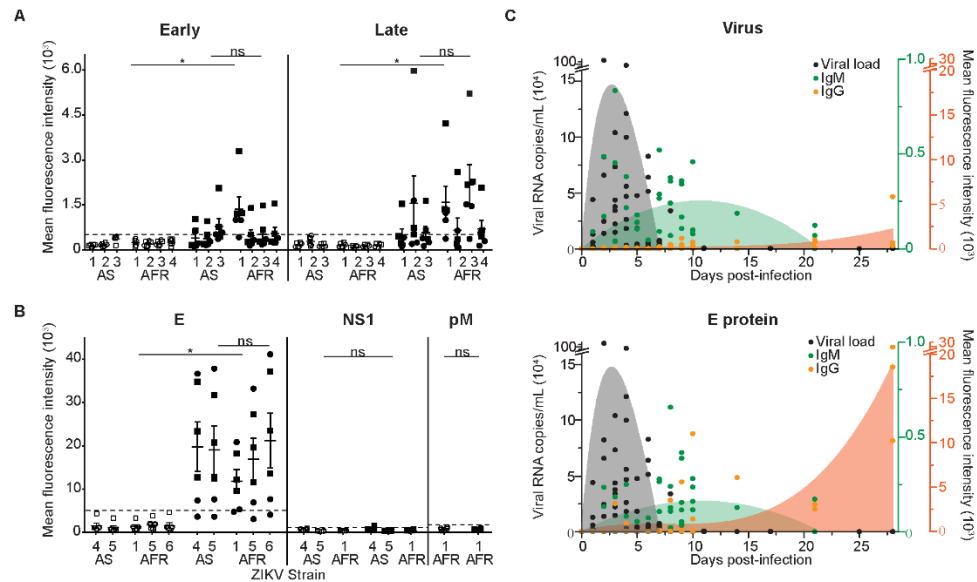 A
Early
Late
ns
ns
*
*
Mean fluorescence intensity (10³)
6.0
4.5
3.0
1.5
0
1 2 3 1 2 3 4 1 2 3 1 2 3 4 1 2 3 1 2 3 4 1 2 3 1 2 3 4
AS AFR AS AFR AS AFR AS AFR
B
E
NS1
pM
ns
*
ns
ns
Mean fluorescence intensity (10³)
40
30
20
10
0
4 5 1 5 6 4 5 1 5 6 4 5 1 4 5 1 1 1
AS AFR AS AFR AS AFR AS AFR AFR AFR
ZIKV Strain
C
Virus
Viral load
IgM
IgG
Viral RNA copies/mL (10⁴)
100
15
10
5
0
0 5 10 15 20 25
Days post-infection
1.0
0.5
0
30
20
15
10
5
0
Mean fluorescence intensity (10³)
E protein
Viral load
IgM
IgG
Viral RNA copies/mL (10⁴)
100
15
10
5
0
0 5 10 15 20 25
Days post-infection
1.0
0.5
0
30
20
15
10
5
0
Mean fluorescence intensity (10³)